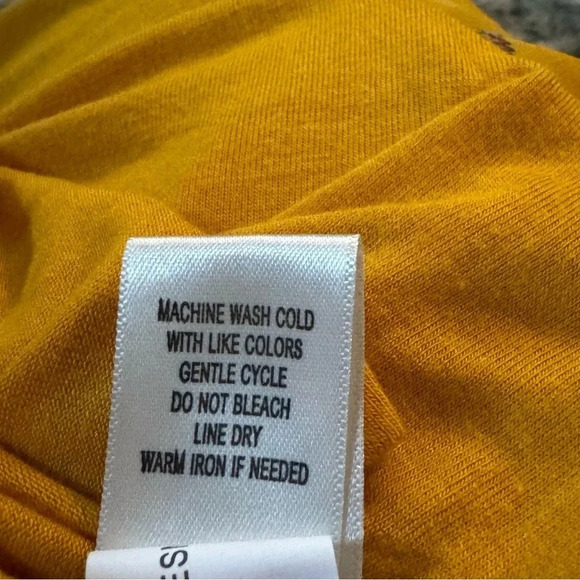 MACHINE WASH COLD
WITH LIKE COLORS
GENTLE CYCLE
DO NOT BLEACH
LINE DRY
WARM IRON IF NEEDED